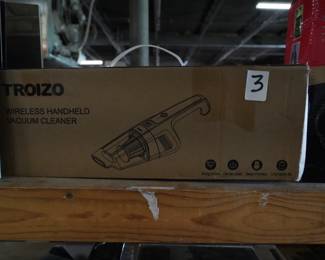 TROIZO
3
WIRELESS HANDHELD
VACUUM CLEANER